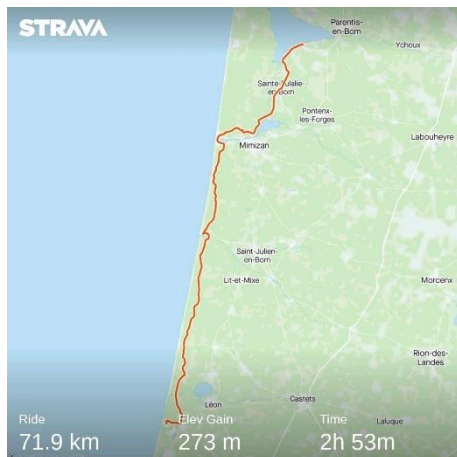 STRAVA
Parentis-
en-Born
Ychoux
Sainte-Eulalie
en-Born
Pontenx-
les-Forges
Labouheyre
Mimizan
Saint-Julien-
en-Born
Lit-et-Mixe
Morcenx
Rion-des-
Landes
Léon
Castets
Laluque
Ride
71.9 km
Elev Gain
273 m
Time
2h 53m